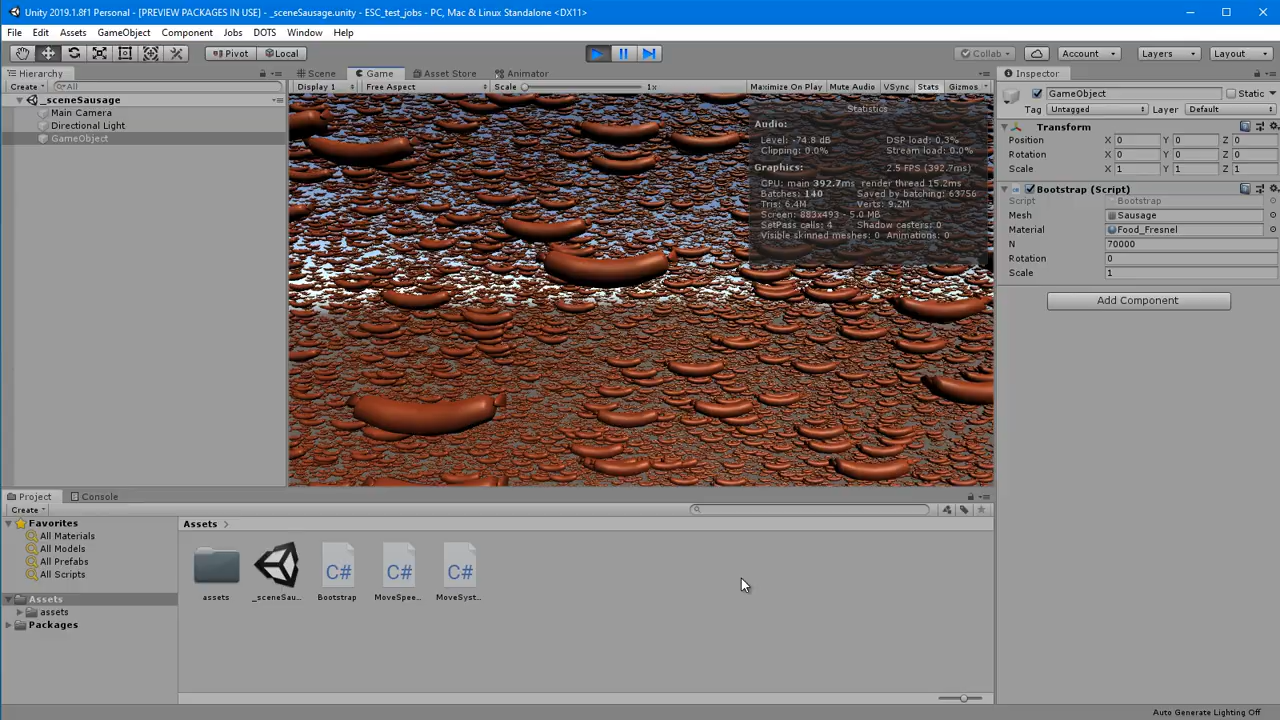 Unity 2019.1.8f1 Personal - [PREVIEW PACKAGES IN USE] - _sceneSausage.unity - ESC_test_jobs - PC, Mac & Linux Standalone <DX11>
File Edit Assets GameObject Component Jobs DOTS Window Help
Pivot Local Collab Account Layers Layout
Hierarchy
Create All
_sceneSausage
Main Camera
Directional Light
GameObject
Scene Game Asset Store Animator
Display 1 Free Aspect Scale 1x Maximize On Play Mute Audio VSync Stats Gizmos
Statistics
Audio:
Level: -74.8 dB DSP load: 0.3%
Clipping: 0.0% Stream load: 0.0%
Graphics: 2.5 FPS (392.7ms)
CPU: main 392.7ms render thread 15.2ms
Batches: 140 Saved by batching: 63756
Tris: 6.4M Verts: 9.2M
Screen: 883x493 - 5.0 MB
SetPass calls: 4 Shadow casters: 0
Visible skinned meshes: 0 Animations: 0
Inspector
GameObject Static
Tag Untagged Layer Default
Transform
Position X 0 Y 0 Z 0
Rotation X 0 Y 0 Z 0
Scale X 1 Y 1 Z 1
Bootstrap (Script)
Script Bootstrap
Mesh Sausage
Material Food_Fresnel
N 70000
Rotation 0
Scale 1
Add Component
Project Console
Create
Favorites
All Materials
All Models
All Prefabs
All Scripts
Assets
assets
Packages
Assets
assets _sceneSau... Bootstrap MoveSpee... MoveSyst...
C# C# C#
Auto Generate Lighting Off